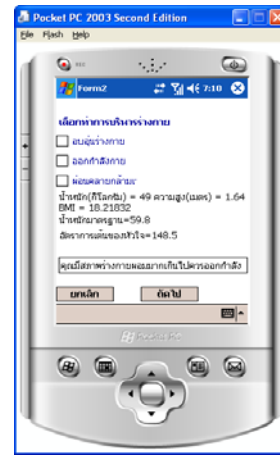 Pocket PC 2003 Second Edition
File Flash Help
Form2 7:10
เลือกท่าการบริหารร่างกาย
อบอุ่นร่างกาย
ออกกำลังกาย
ผ่อนคลายกล้ามเ
น้ำหนัก(กิโลกรัม) = 49 ความสูง(เมตร) = 1.64
BMI = 18.21832
น้ำหนักมาตรฐาน=59.8
อัตราการเต้นของหัวใจ=148.5
คุณมีสภาพร่างกายผอมมากเกินไปควรออกกำลัง
ยกเลิก ถัดไป
Pocket PC